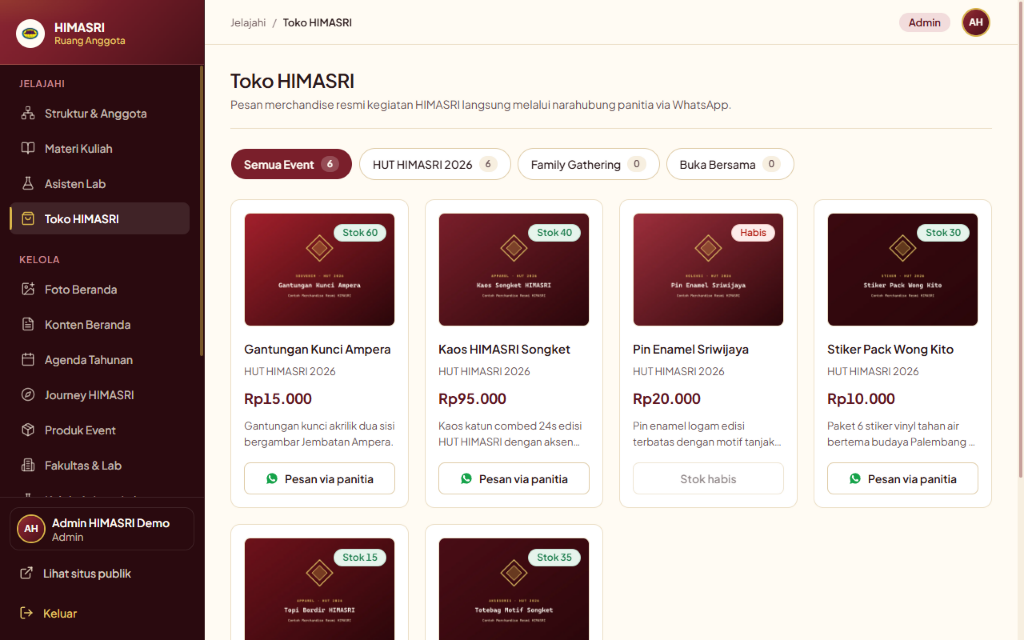 HIMASRI
Ruang Anggota
JELAJAHI
Struktur & Anggota
Materi Kuliah
Asisten Lab
Toko HIMASRI
KELOLA
Foto Beranda
Konten Beranda
Agenda Tahunan
Journey HIMASRI
Produk Event
Fakultas & Lab
AH
Admin HIMASRI Demo
Admin
Lihat situs publik
Keluar
Jelajahi / Toko HIMASRI
Admin
AH
Toko HIMASRI
Pesan merchandise resmi kegiatan HIMASRI langsung melalui narahubung panitia via WhatsApp.
Semua Event 6
HUT HIMASRI 2026 6
Family Gathering 0
Buka Bersama 0
Stok 60
Gantungan Kunci Ampera
Contoh Merchandise Resmi HIMASRI
Gantungan Kunci Ampera
HUT HIMASRI 2026
Rp15.000
Gantungan kunci akrilik dua sisi
bergambar Jembatan Ampera.
Pesan via panitia
Stok 40
Kaos Songket HIMASRI
Contoh Merchandise Resmi HIMASRI
Kaos HIMASRI Songket
HUT HIMASRI 2026
Rp95.000
Kaos katun combed 24s edisi
HUT HIMASRI dengan aksen...
Pesan via panitia
Habis
Pin Enamel Sriwijaya
Contoh Merchandise Resmi HIMASRI
Pin Enamel Sriwijaya
HUT HIMASRI 2026
Rp20.000
Pin enamel logam edisi
terbatas dengan motif tanjak...
Stok habis
Stok 30
Stiker Pack Wong Kito
Contoh Merchandise Resmi HIMASRI
Stiker Pack Wong Kito
HUT HIMASRI 2026
Rp10.000
Paket 6 stiker vinyl tahan air
bertema budaya Palembang ...
Pesan via panitia
Stok 15
Topi Bordir HIMASRI
Contoh Merchandise Resmi HIMASRI
Stok 35
Totebag Motif Songket
Contoh Merchandise Resmi HIMASRI